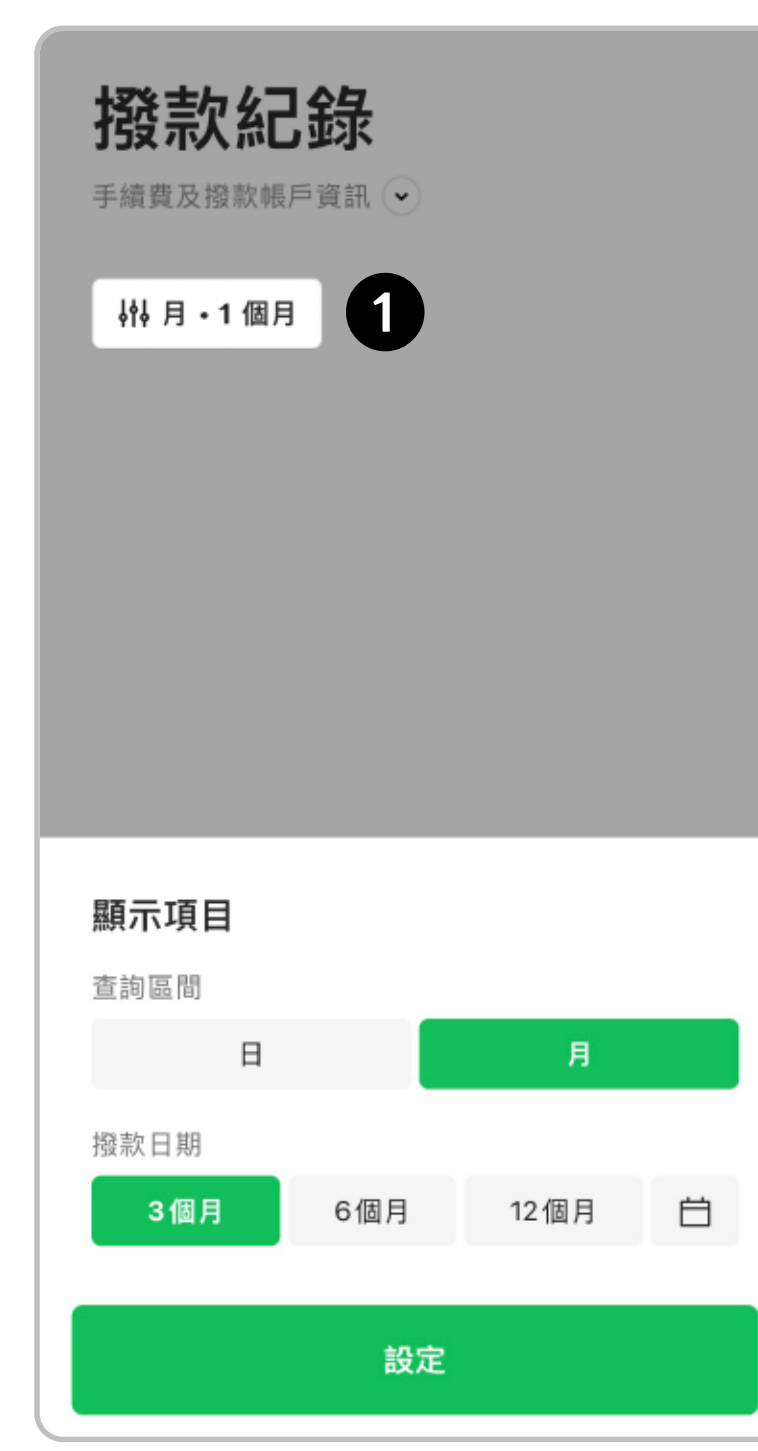 撥款紀錄
手續費及撥款帳戶資訊
月・1 個月
1
顯示項目
查詢區間
日 月
撥款日期
3個月 6個月 12個月
設定